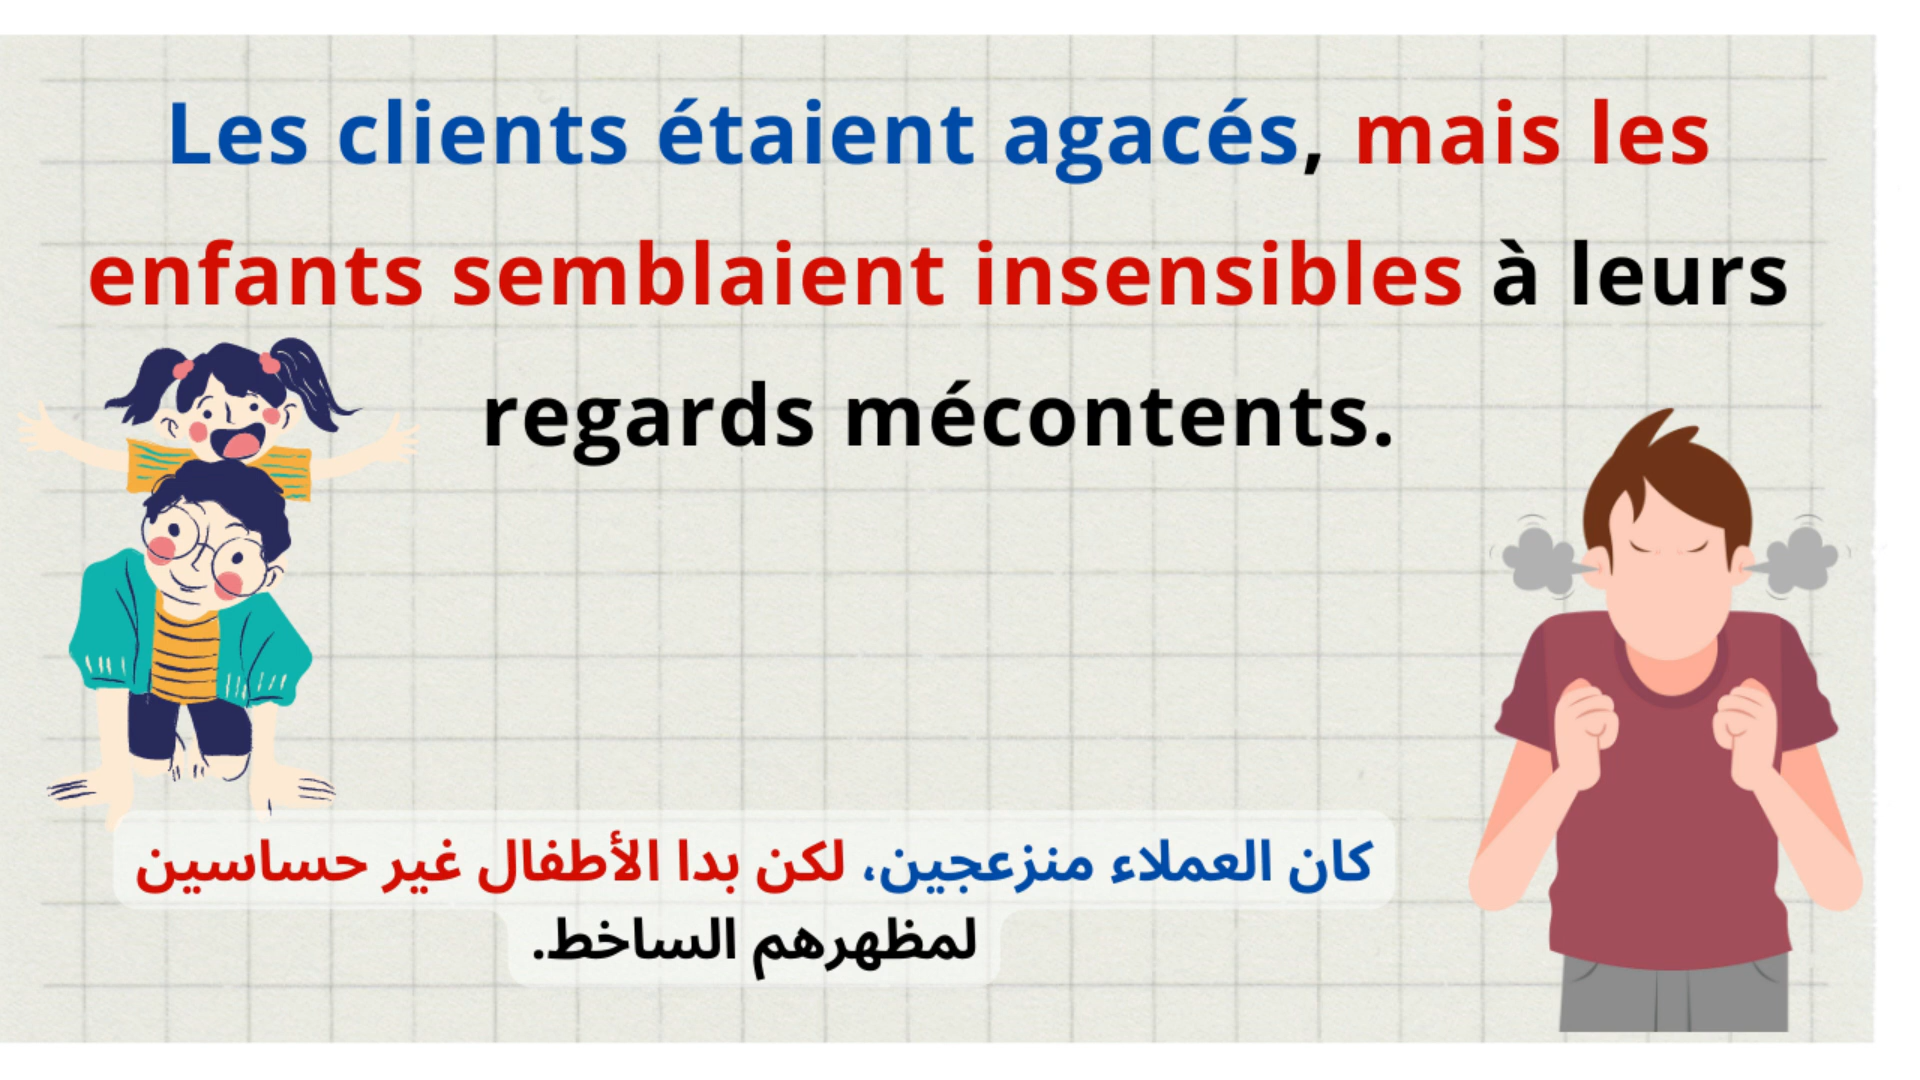 Les clients étaient agacés, mais les
enfants semblaient insensibles à leurs
regards mécontents.
كان العملاء منزعجين، لكن بدا الأطفال غير حساسين
لمظهرهم الساخط.